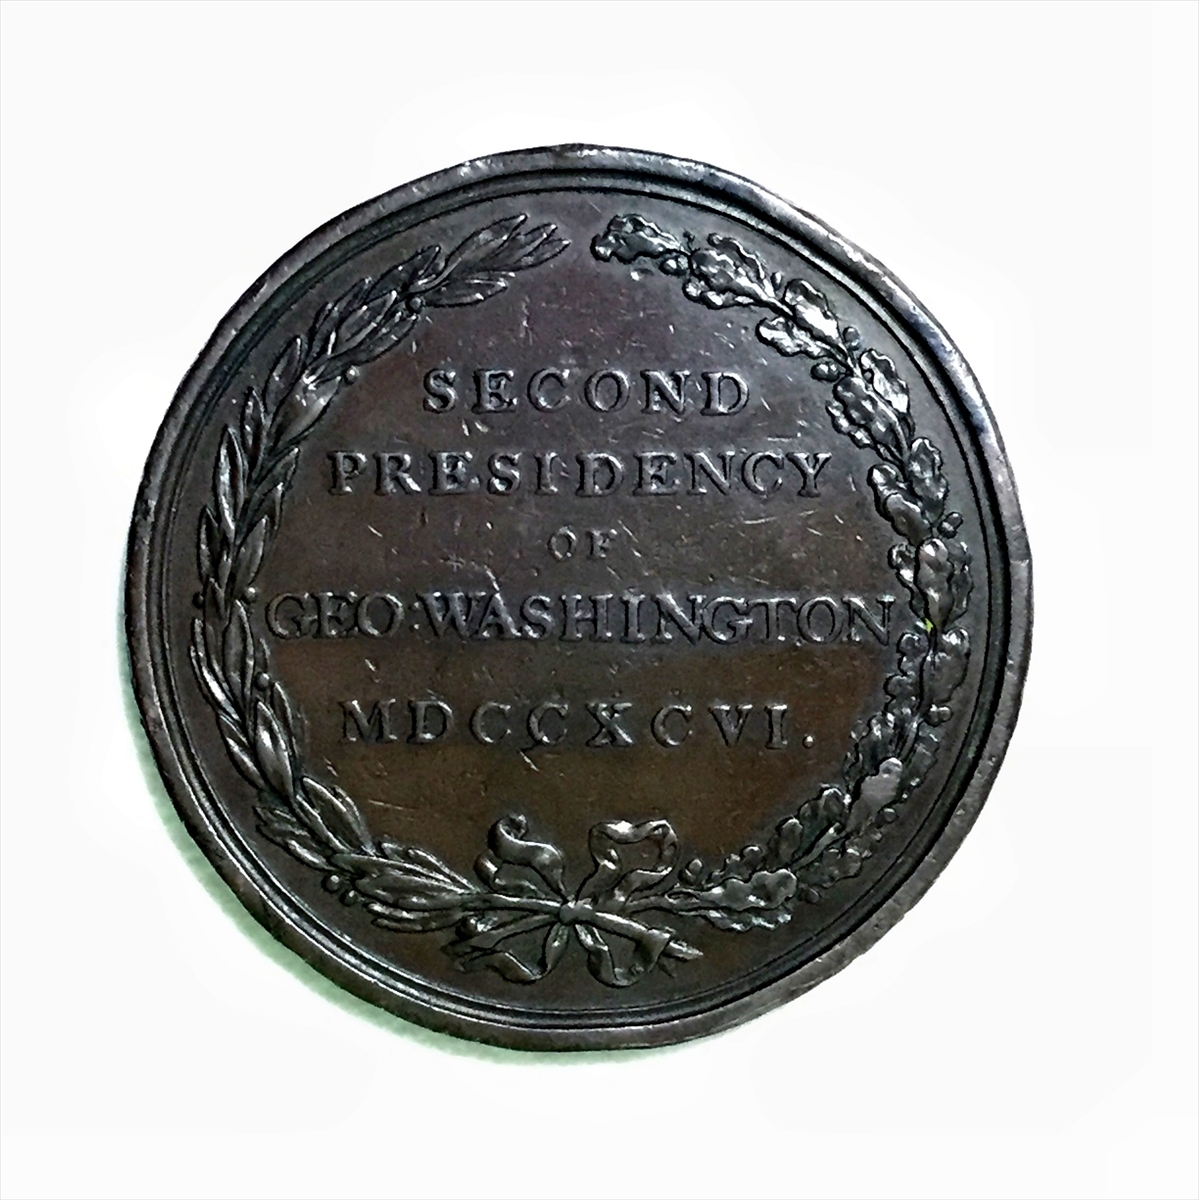 SECOND
PRESIDENCY
OF
GEO:WASHINGTON
MDCCXCVI.